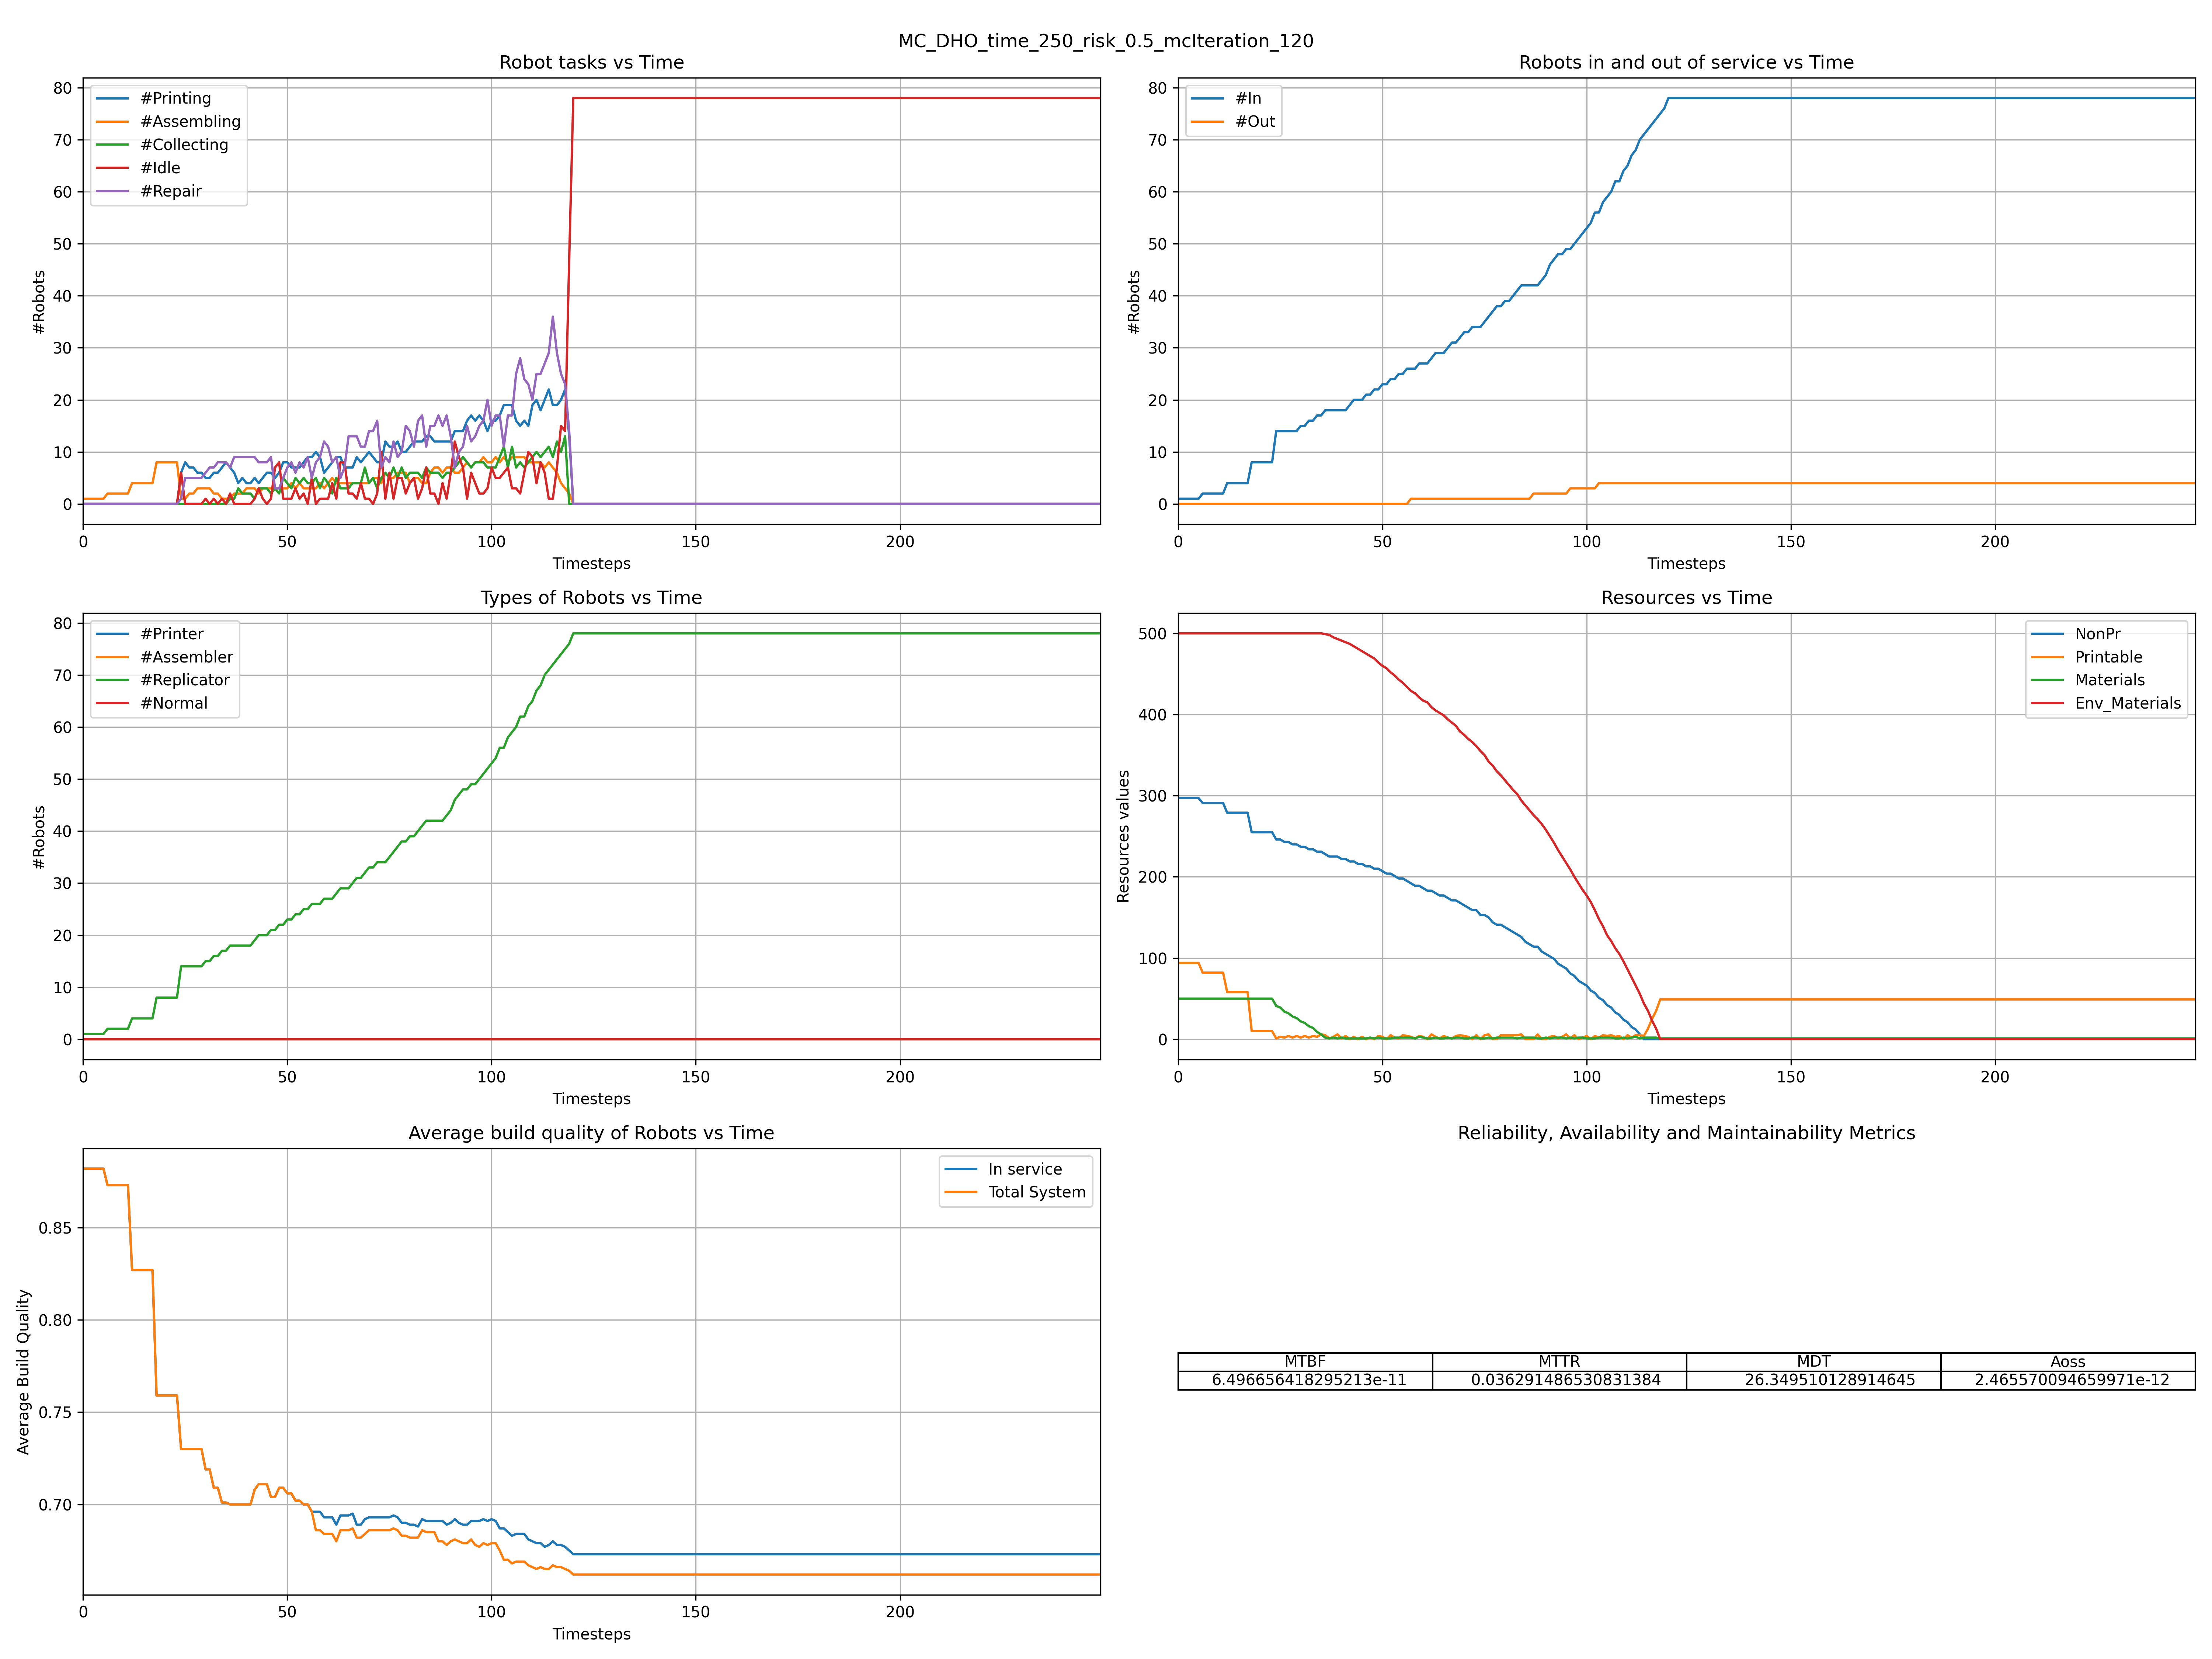 MC_DHO_time_250_risk_0.5_mcIteration_120
Robot tasks vs Time
80
70
60
50
40
30
20
10
0
#Robots
#Printing
#Assembling
#Collecting
#Idle
#Repair
0 50 100 150 200
Timesteps
Robots in and out of service vs Time
80
70
60
50
40
30
20
10
0
#Robots
#In
#Out
0 50 100 150 200
Timesteps
Types of Robots vs Time
80
70
60
50
40
30
20
10
0
#Robots
#Printer
#Assembler
#Replicator
#Normal
0 50 100 150 200
Timesteps
Resources vs Time
500
400
300
200
100
0
Resources values
NonPr
Printable
Materials
Env_Materials
0 50 100 150 200
Timesteps
Average build quality of Robots vs Time
0.85
0.80
0.75
0.70
Average Build Quality
In service
Total System
0 50 100 150 200
Timesteps
Reliability, Availability and Maintainability Metrics
MTBF MTTR MDT Aoss
6.496656418295213e-11 0.036291486530831384 26.349510128914645 2.465570094659971e-12